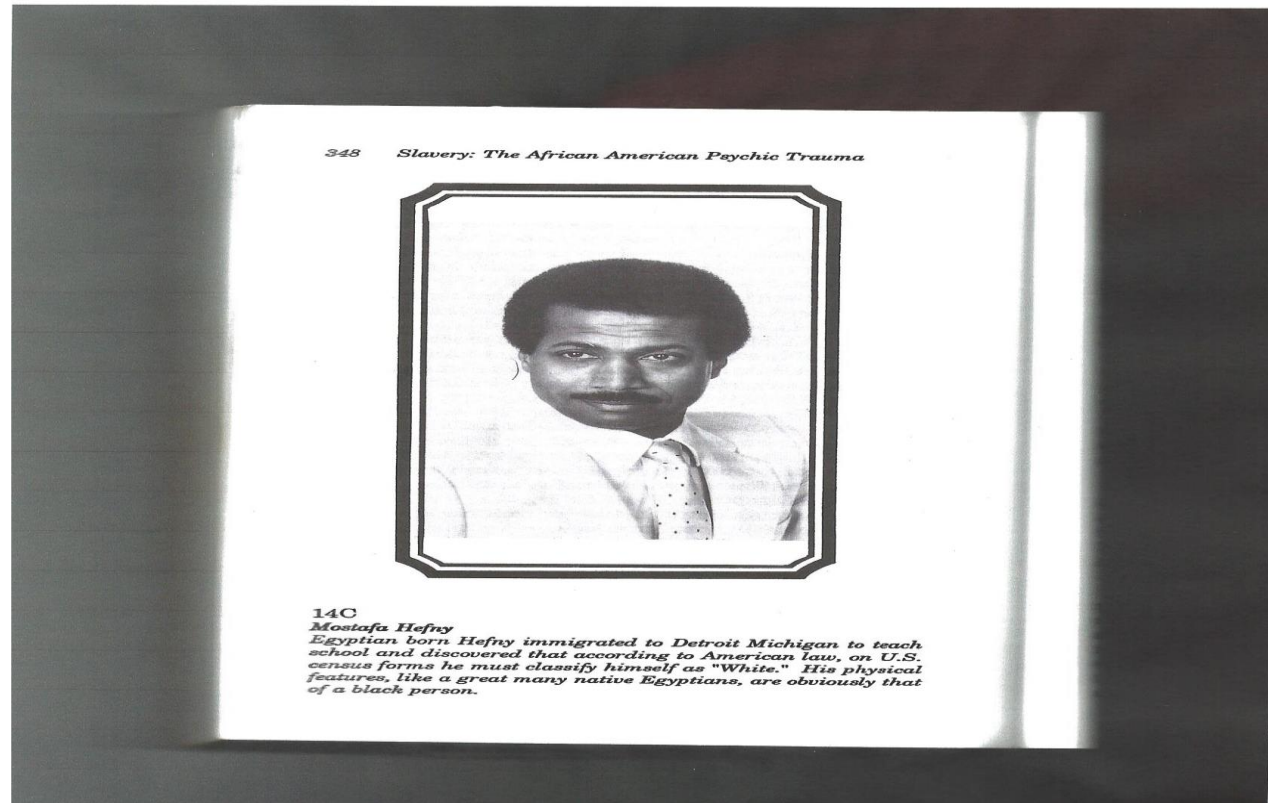 348 Slavery: The African American Psychic Trauma
14C
Mostafa Hefny
Egyptian born Hefny immigrated to Detroit Michigan to teach
school and discovered that according to American law, on U.S.
census forms he must classify himself as "White." His physical
features, like a great many native Egyptians, are obviously that
of a black person.